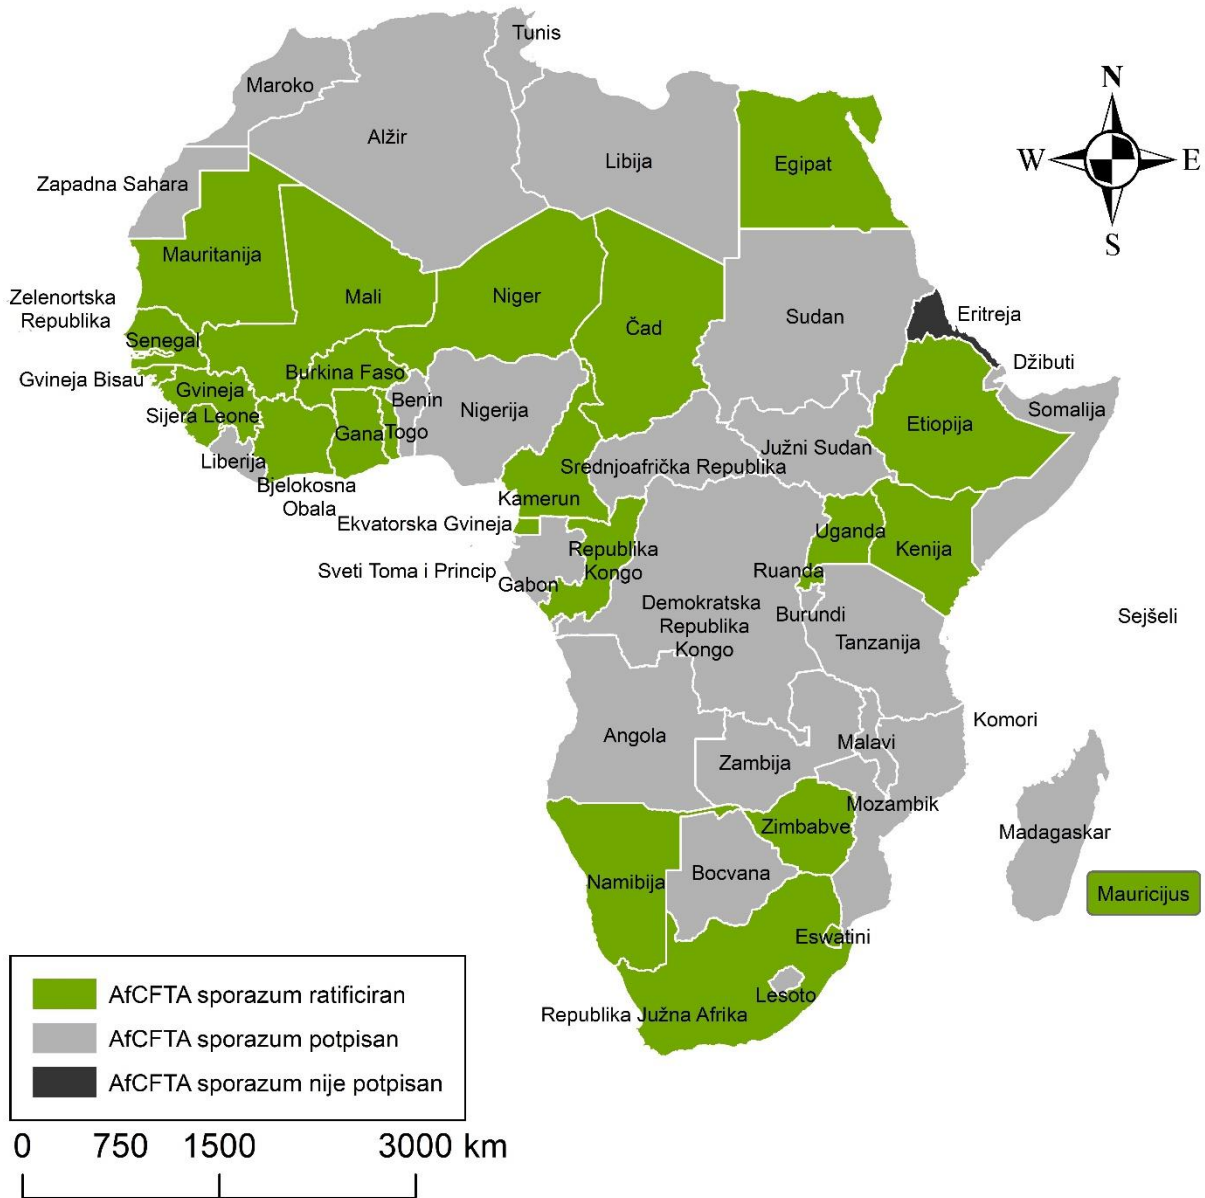 Tunis
Maroko
Alžir
Libija
Egipat
N
W
E
S
Zapadna Sahara
Mauritanija
Mali
Niger
Čad
Sudan
Eritreja
Zelenortska
Republika
Senegal
Džibuti
Gvineja Bisau
Gvineja
Burkina Faso
Benin
Nigerija
Somalija
Etiopija
Sijera Leone
Gana
Togo
Južni Sudan
Liberija
Srednjoafrička Republika
Bjelokosna
Obala
Kamerun
Ekvatorska Gvineja
Uganda
Kenija
Republika
Kongo
Sveti Toma i Princip
Gabon
Ruanda
Demokratska
Republika
Kongo
Burundi
Tanzanija
Sejšeli
Komori
Angola
Malavi
Zambija
Mozambik
Zimbabve
Madagaskar
Namibija
Bocvana
Mauricijus
Eswatini
Lesoto
Republika Južna Afrika
AfCFTA sporazum ratificiran
AfCFTA sporazum potpisan
AfCFTA sporazum nije potpisan
0 750 1500 3000 km